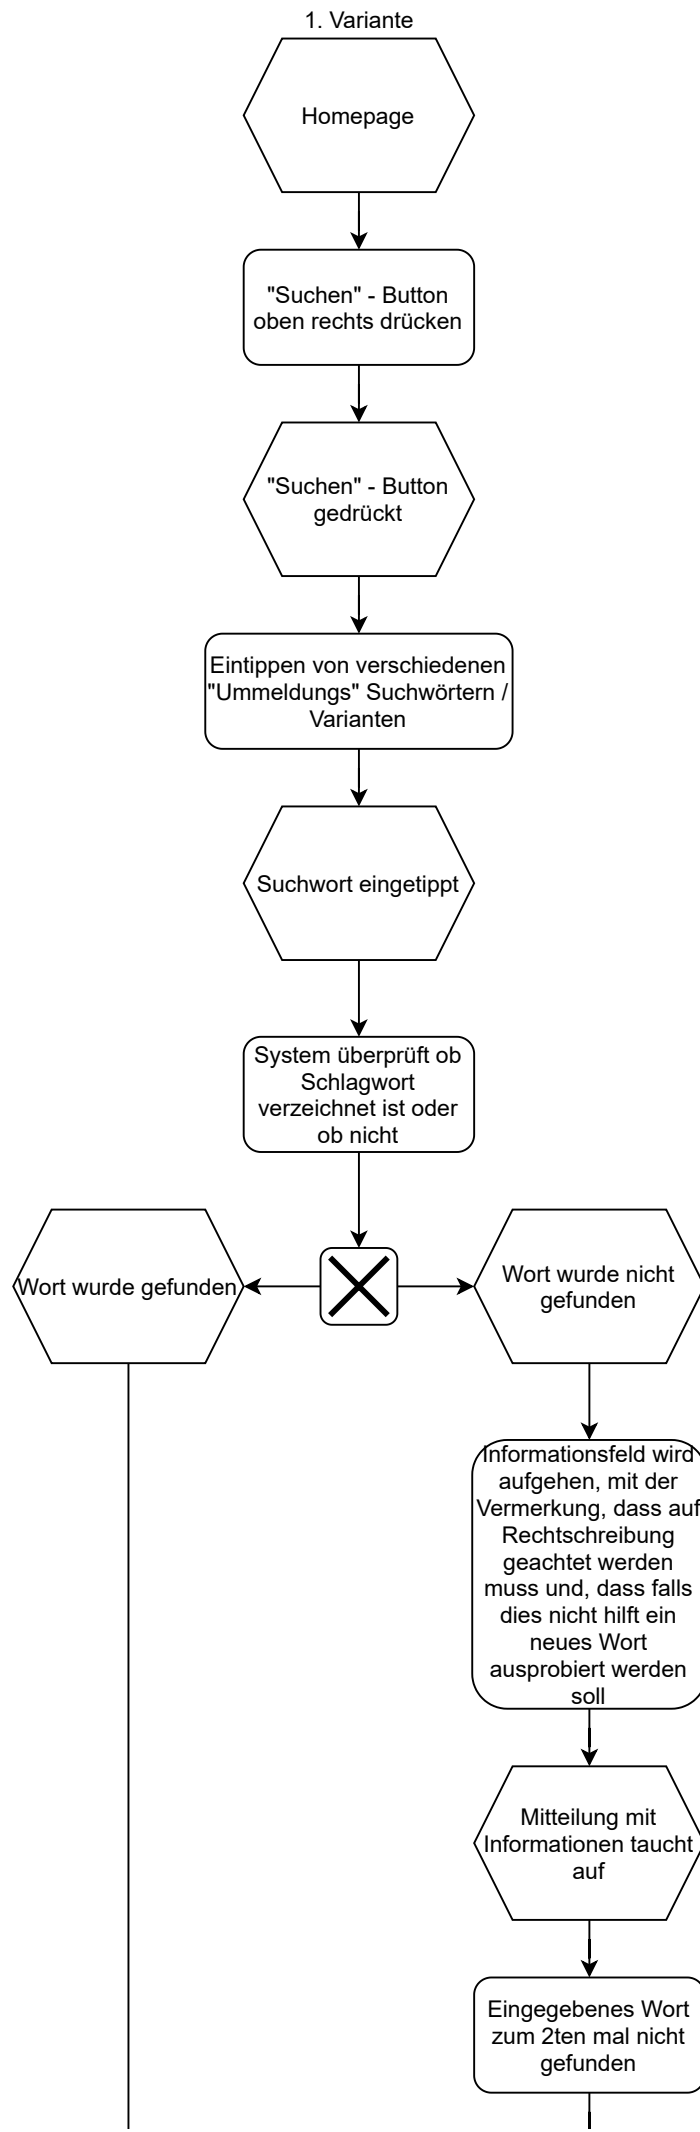 1. Variante
Homepage
"Suchen" - Button
oben rechts drücken
"Suchen" - Button
gedrückt
Eintippen von verschiedenen
"Ummeldungs" Suchwörtern /
Varianten
Suchwort eingetippt
System überprüft ob
Schlagwort
verzeichnet ist oder
ob nicht
Wort wurde gefunden
Wort wurde nicht
gefunden
Informationsfeld wird
aufgehen, mit der
Vermerkung, dass auf
Rechtschreibung
geachtet werden
muss und, dass falls
dies nicht hilft ein
neues Wort
ausprobiert werden
soll
Mitteilung mit
Informationen taucht
auf
Eingegebenes Wort
zum 2ten mal nicht
gefunden